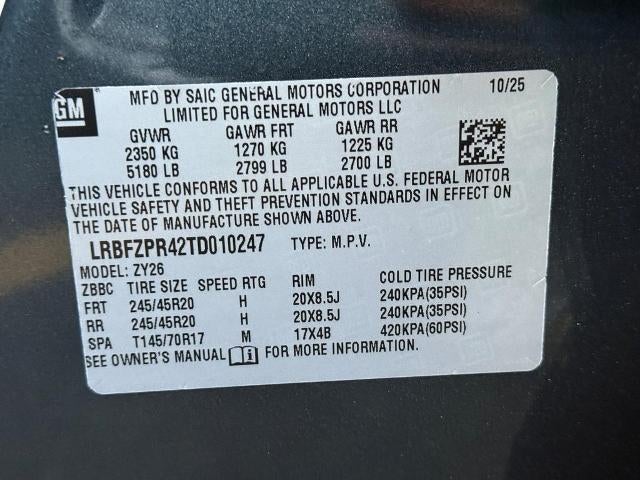 GM
MFD BY SAIC GENERAL MOTORS CORPORATION 10/25
LIMITED FOR GENERAL MOTORS LLC
GVWR GAWR FRT GAWR RR
2350 KG 1270 KG 1225 KG
5180 LB 2799 LB 2700 LB
THIS VEHICLE CONFORMS TO ALL APPLICABLE U.S. FEDERAL MOTOR
VEHICLE SAFETY AND THEFT PREVENTION STANDARDS IN EFFECT ON
THE DATE OF MANUFACTURE SHOWN ABOVE.
LRBFZPR42TD010247 TYPE: M.P.V.
MODEL: ZY26
ZBBC TIRE SIZE SPEED RTG RIM COLD TIRE PRESSURE
FRT 245/45R20 H 20X8.5J 240KPA(35PSI)
RR 245/45R20 H 20X8.5J 240KPA(35PSI)
SPA T145/70R17 M 17X4B 420KPA(60PSI)
SEE OWNER'S MANUAL FOR MORE INFORMATION.